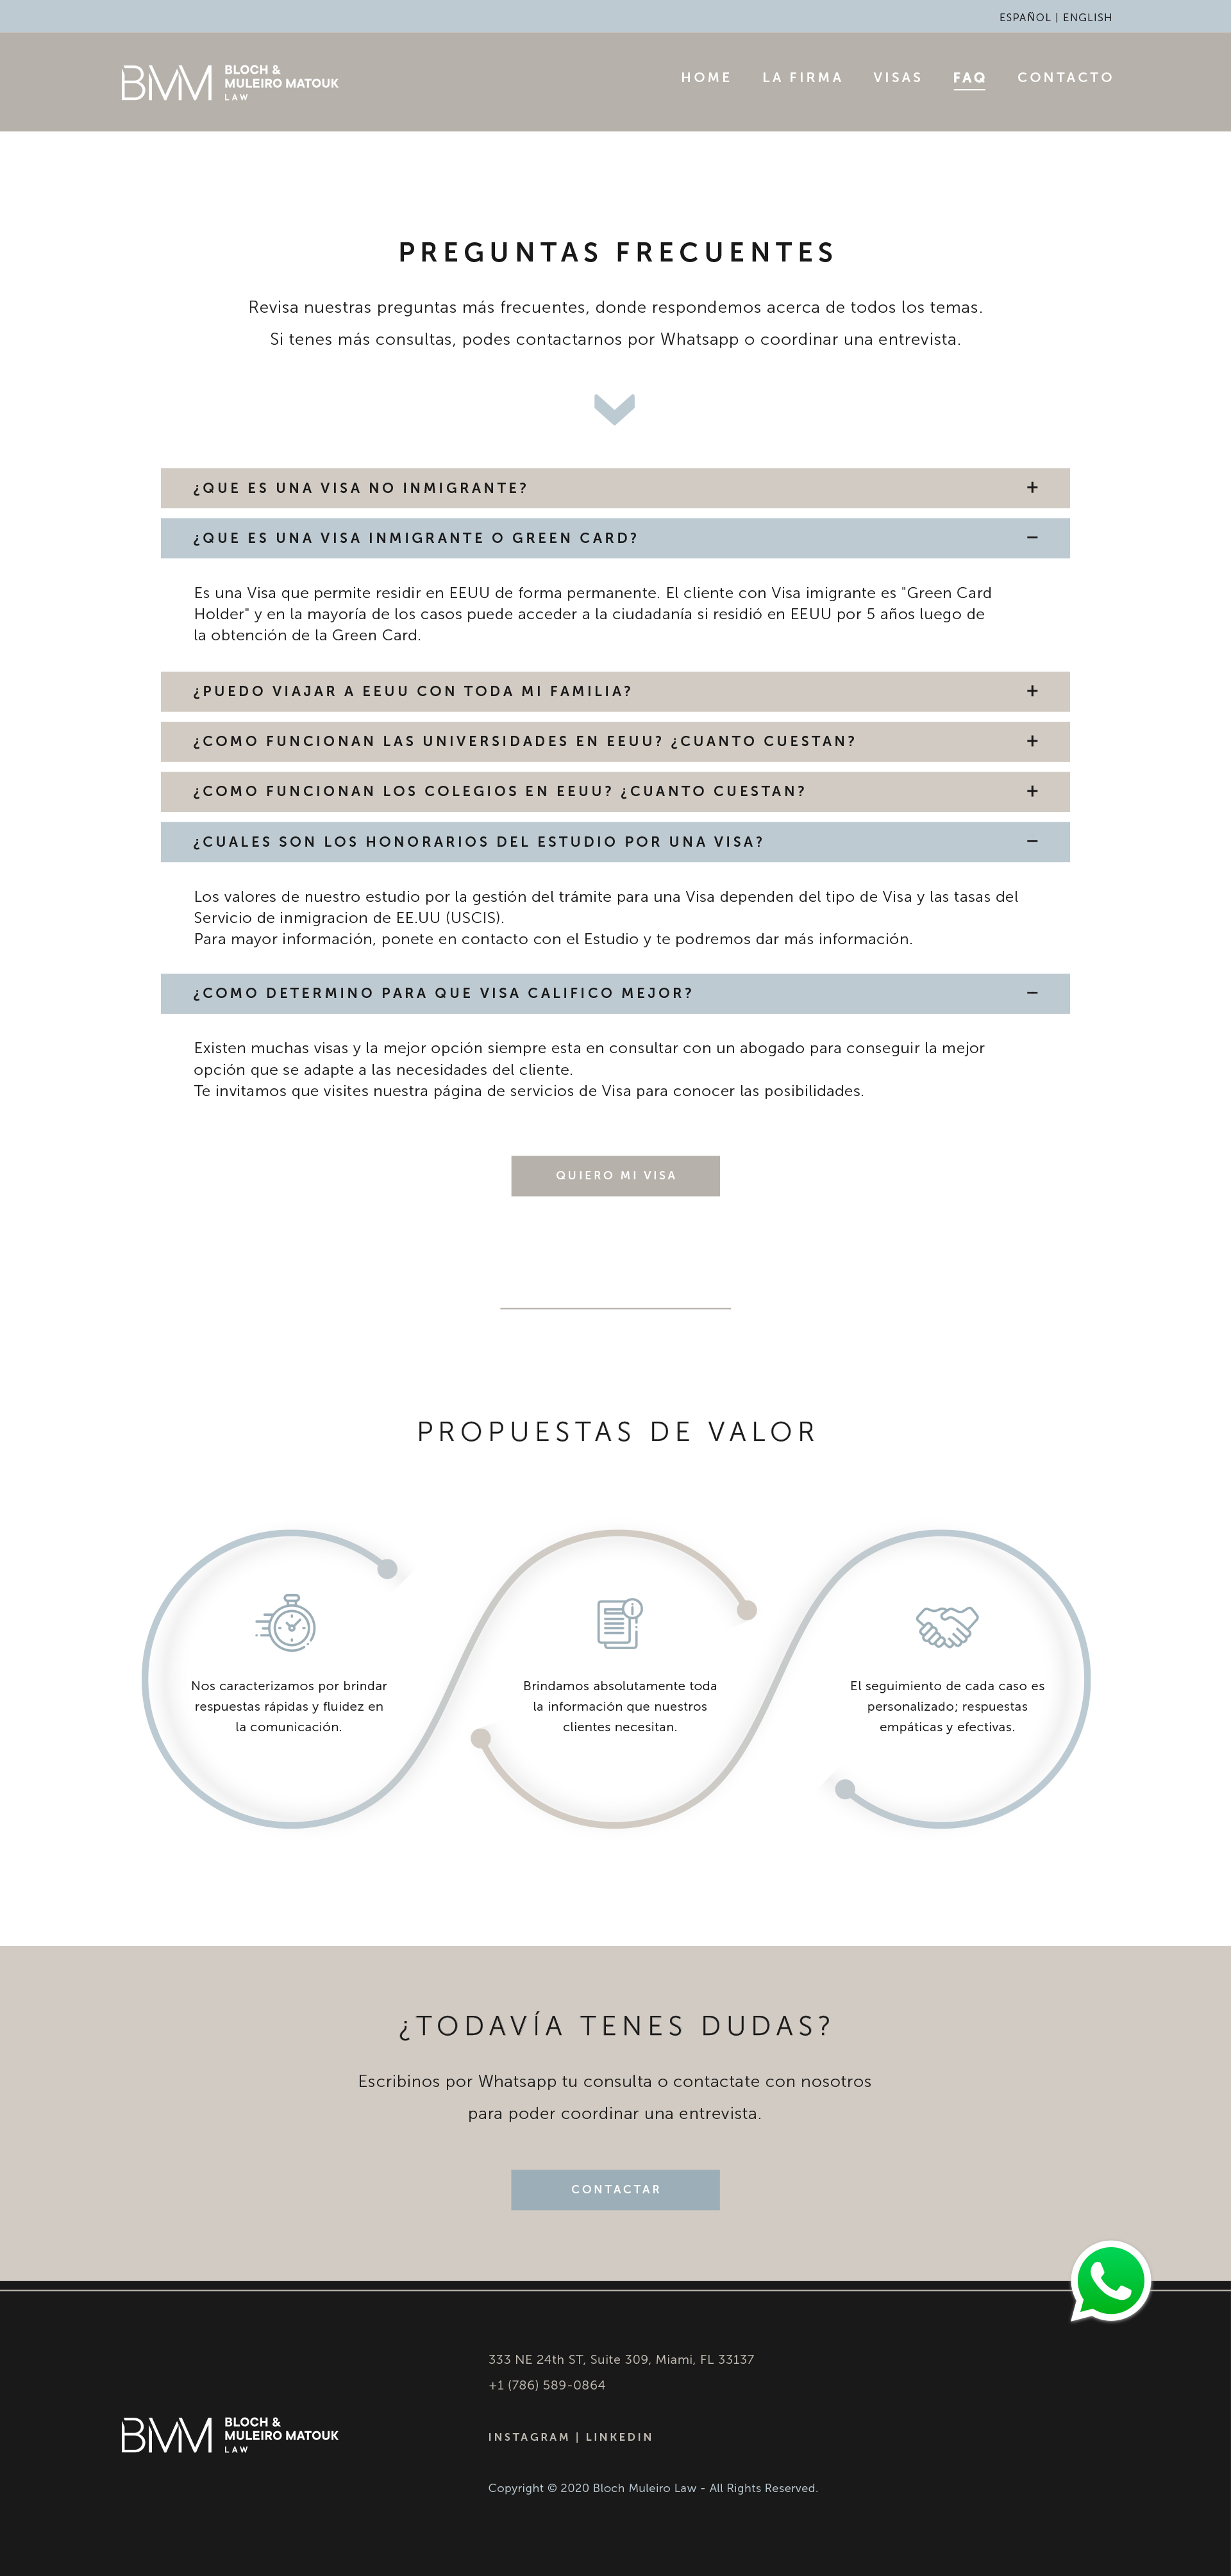 ESPAÑOL | ENGLISH
BMM BLOCH &
MULEIRO MATOUK
LAW
HOME LA FIRMA VISAS FAQ CONTACTO
PREGUNTAS FRECUENTES
Revisa nuestras preguntas más frecuentes, donde respondemos acerca de todos los temas.
Si tenes más consultas, podes contactarnos por Whatsapp o coordinar una entrevista.
¿QUE ES UNA VISA NO INMIGRANTE? +
¿QUE ES UNA VISA INMIGRANTE O GREEN CARD? −
Es una Visa que permite residir en EEUU de forma permanente. El cliente con Visa imigrante es "Green Card
Holder" y en la mayoría de los casos puede acceder a la ciudadanía si residió en EEUU por 5 años luego de
la obtención de la Green Card.
¿PUEDO VIAJAR A EEUU CON TODA MI FAMILIA? +
¿COMO FUNCIONAN LAS UNIVERSIDADES EN EEUU? ¿CUANTO CUESTAN? +
¿COMO FUNCIONAN LOS COLEGIOS EN EEUU? ¿CUANTO CUESTAN? +
¿CUALES SON LOS HONORARIOS DEL ESTUDIO POR UNA VISA? −
Los valores de nuestro estudio por la gestión del trámite para una Visa dependen del tipo de Visa y las tasas del
Servicio de inmigracion de EE.UU (USCIS).
Para mayor información, ponete en contacto con el Estudio y te podremos dar más información.
¿COMO DETERMINO PARA QUE VISA CALIFICO MEJOR? −
Existen muchas visas y la mejor opción siempre esta en consultar con un abogado para conseguir la mejor
opción que se adapte a las necesidades del cliente.
Te invitamos que visites nuestra página de servicios de Visa para conocer las posibilidades.
QUIERO MI VISA
PROPUESTAS DE VALOR
Nos caracterizamos por brindar
respuestas rápidas y fluidez en
la comunicación.
Brindamos absolutamente toda
la información que nuestros
clientes necesitan.
El seguimiento de cada caso es
personalizado; respuestas
empáticas y efectivas.
¿TODAVÍA TENES DUDAS?
Escribinos por Whatsapp tu consulta o contactate con nosotros
para poder coordinar una entrevista.
CONTACTAR
333 NE 24th ST, Suite 309, Miami, FL 33137
+1 (786) 589-0864
BMM BLOCH &
MULEIRO MATOUK
LAW
INSTAGRAM | LINKEDIN
Copyright © 2020 Bloch Muleiro Law - All Rights Reserved.